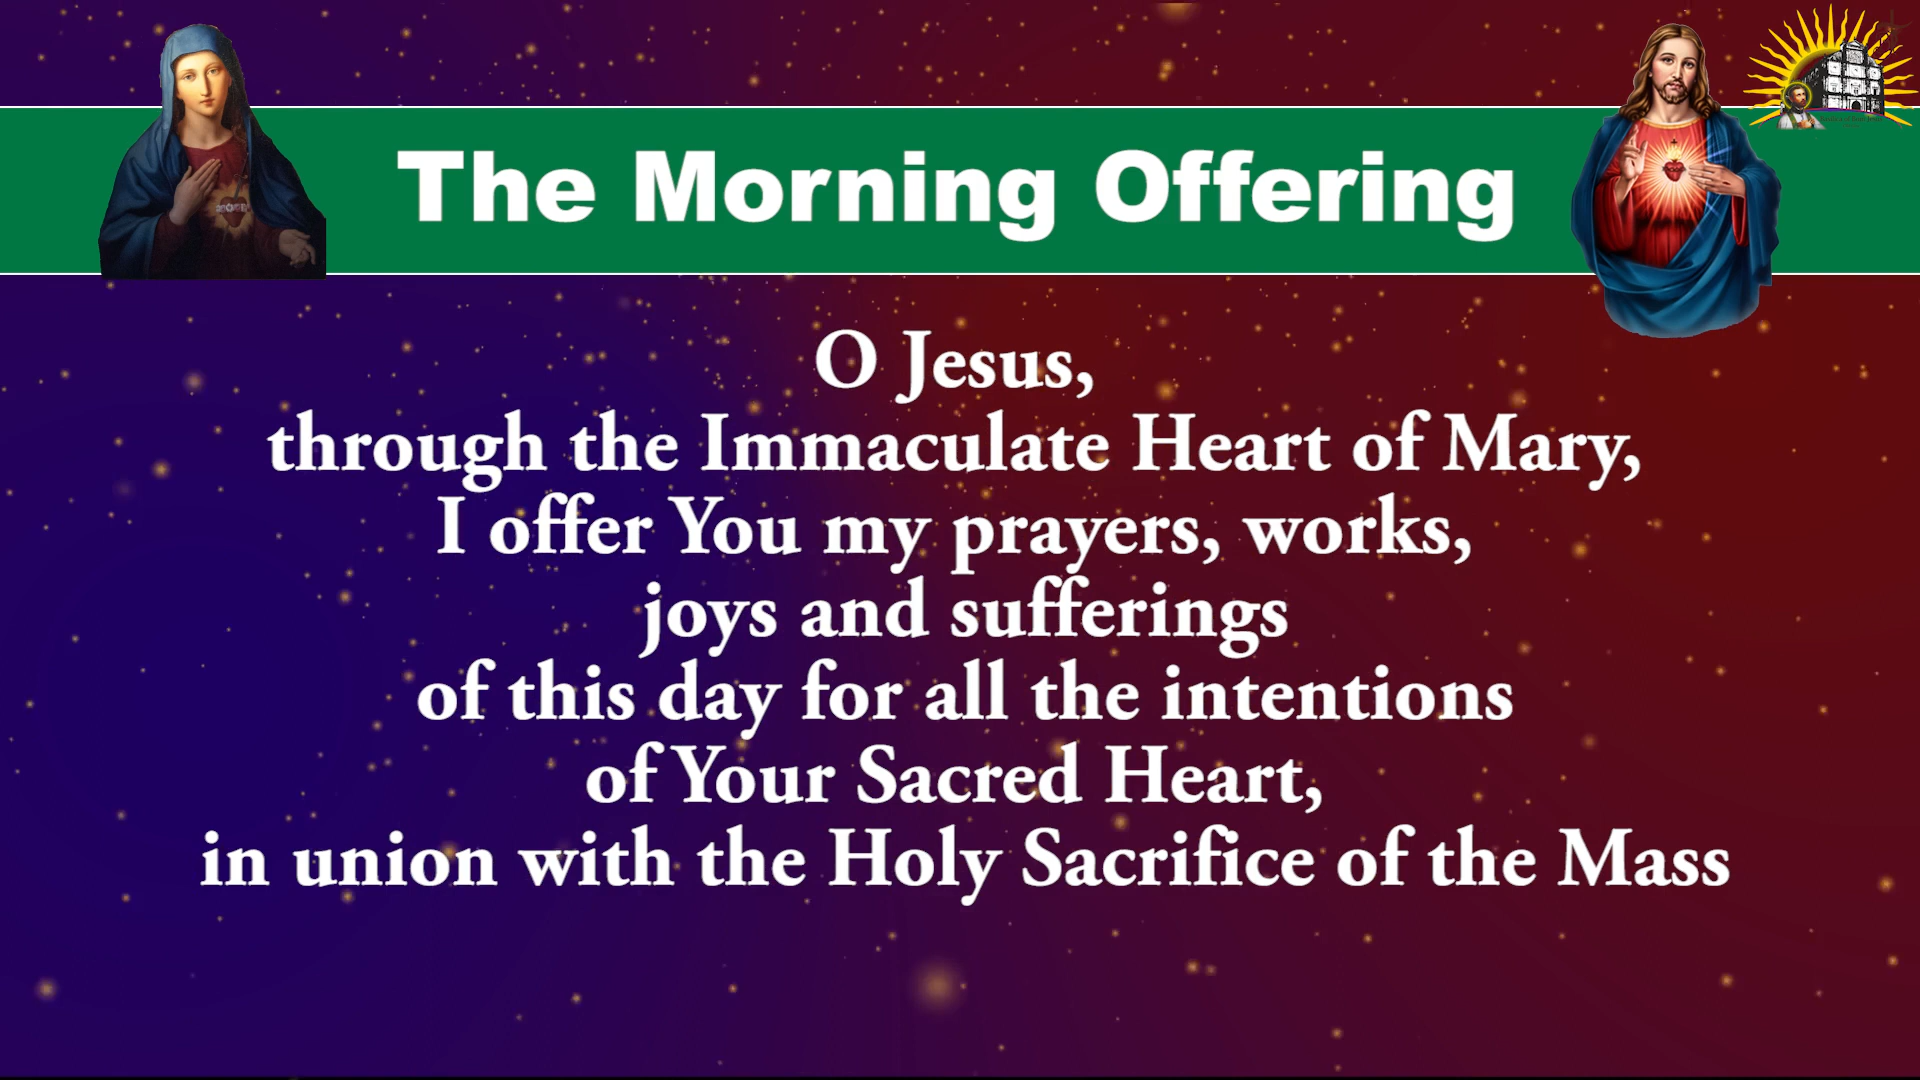 The Morning Offering
O Jesus,
through the Immaculate Heart of Mary,
I offer You my prayers, works,
joys and sufferings
of this day for all the intentions
of Your Sacred Heart,
in union with the Holy Sacrifice of the Mass